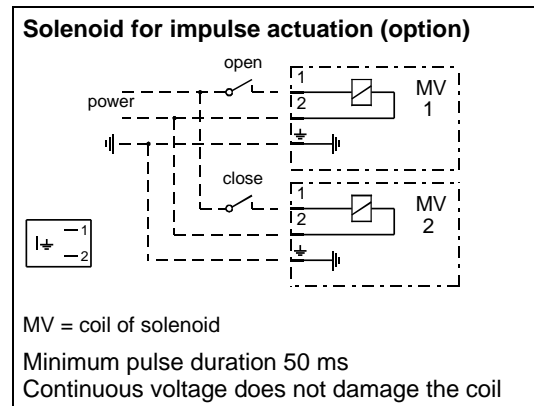 Solenoid for impulse actuation (option)
open
power
1
2
MV
1
close
1
2
MV
2
1
2
MV = coil of solenoid
Minimum pulse duration 50 ms
Continuous voltage does not damage the coil